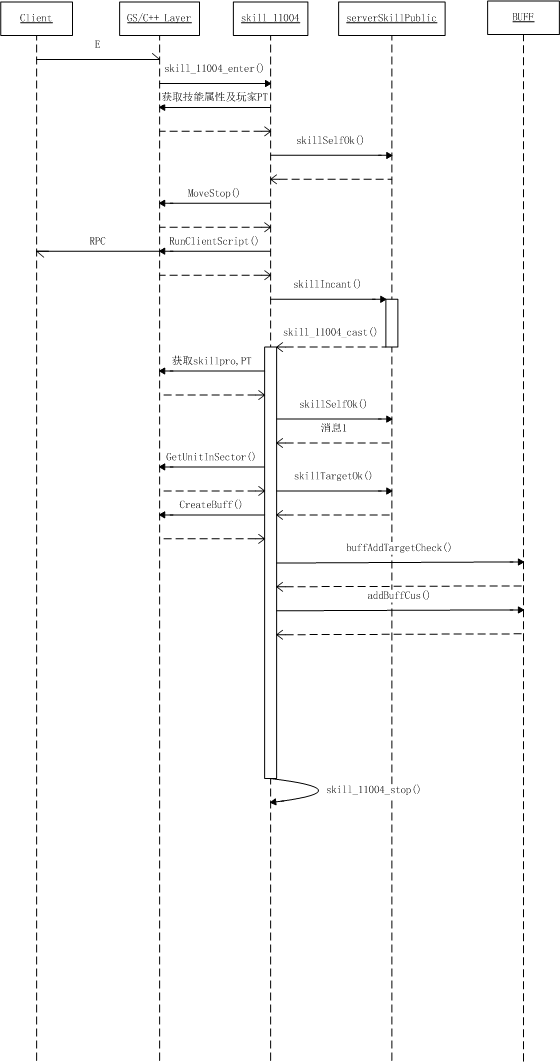 Client
GS/C++ Layer
skill_11004
serverSkillPublic
BUFF
E
skill_11004_enter()
获取技能属性及玩家PT
skillSelfOk()
MoveStop()
RPC
RunClientScript()
skillIncant()
skill_11004_cast()
获取skillpro,PT
skillSelfOk()
消息1
GetUnitInSector()
skillTargetOk()
CreateBuff()
buffAddTargetCheck()
addBuffCus()
skill_11004_stop()